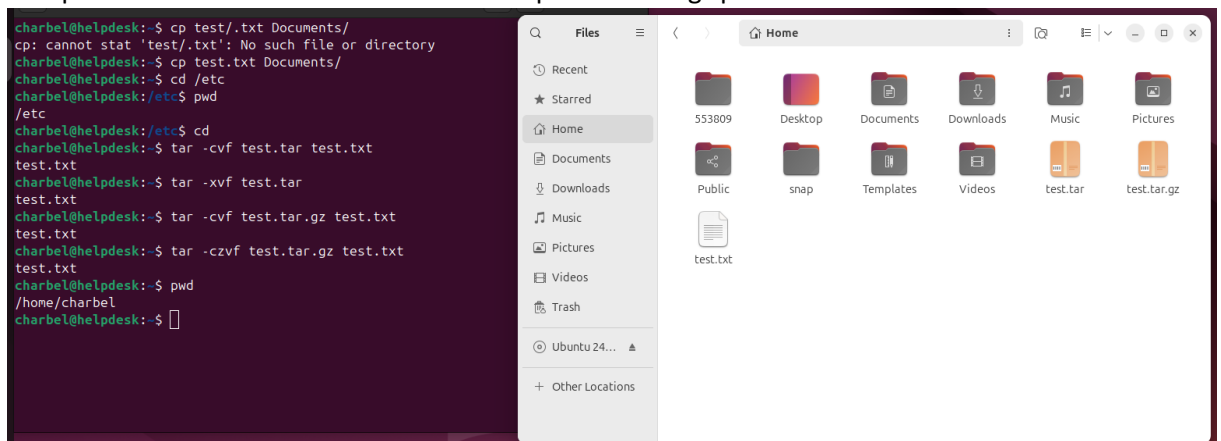 charbel@helpdesk:~$ cp test/.txt Documents/
cp: cannot stat 'test/.txt': No such file or directory
charbel@helpdesk:~$ cp test.txt Documents/
charbel@helpdesk:~$ cd /etc
charbel@helpdesk:/etc$ pwd
/etc
charbel@helpdesk:/etc$ cd
charbel@helpdesk:~$ tar -cvf test.tar test.txt
test.txt
charbel@helpdesk:~$ tar -xvf test.tar
test.txt
charbel@helpdesk:~$ tar -cvf test.tar.gz test.txt
test.txt
charbel@helpdesk:~$ tar -czvf test.tar.gz test.txt
test.txt
charbel@helpdesk:~$ pwd
/home/charbel
charbel@helpdesk:~$
Files
Recent
Starred
Home
Documents
Downloads
Music
Pictures
Videos
Trash
Ubuntu 24...
+ Other Locations
Home
553809 Desktop Documents Downloads Music Pictures
Public snap Templates Videos test.tar test.tar.gz
test.txt